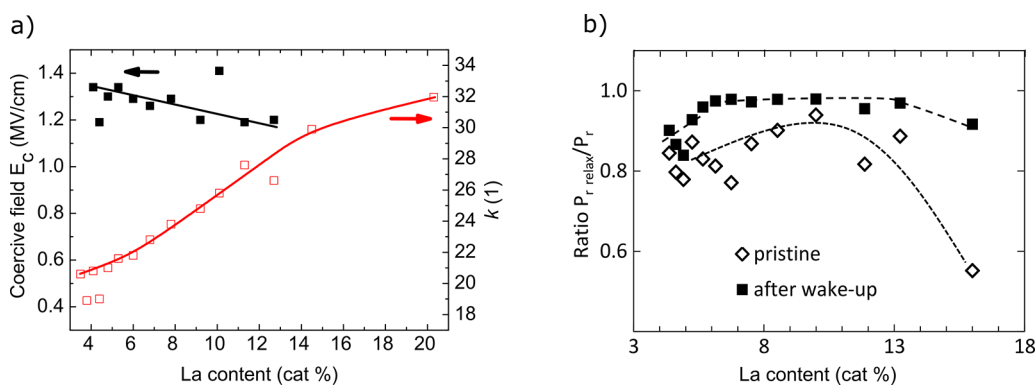 a)
Coercive field E_C (MV/cm)
1.4
1.2
1.0
0.8
0.6
0.4
4 6 8 10 12 14 16 18 20
La content (cat %)
34
32
30
28
26
24
22
20
18
k (1)
b)
Ratio P_r relax/P_r
1.0
0.8
0.6
pristine
after wake-up
3 8 13 18
La content (cat %)